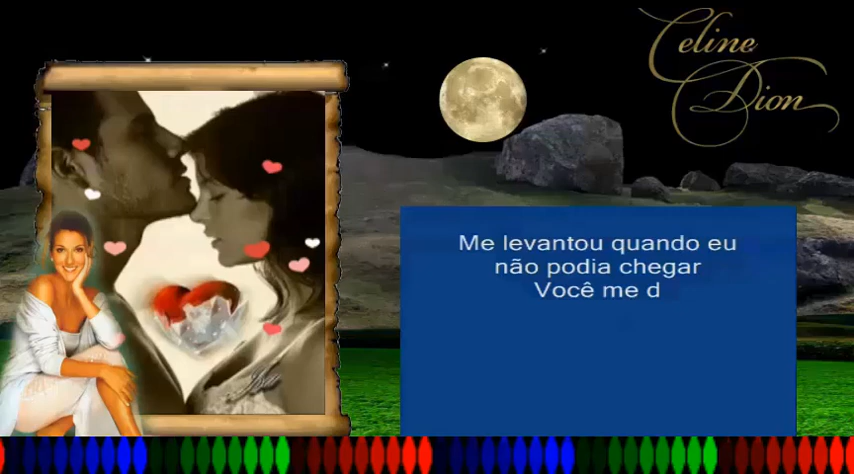 Celine
Dion
Me levantou quando eu
não podia chegar
Você me d